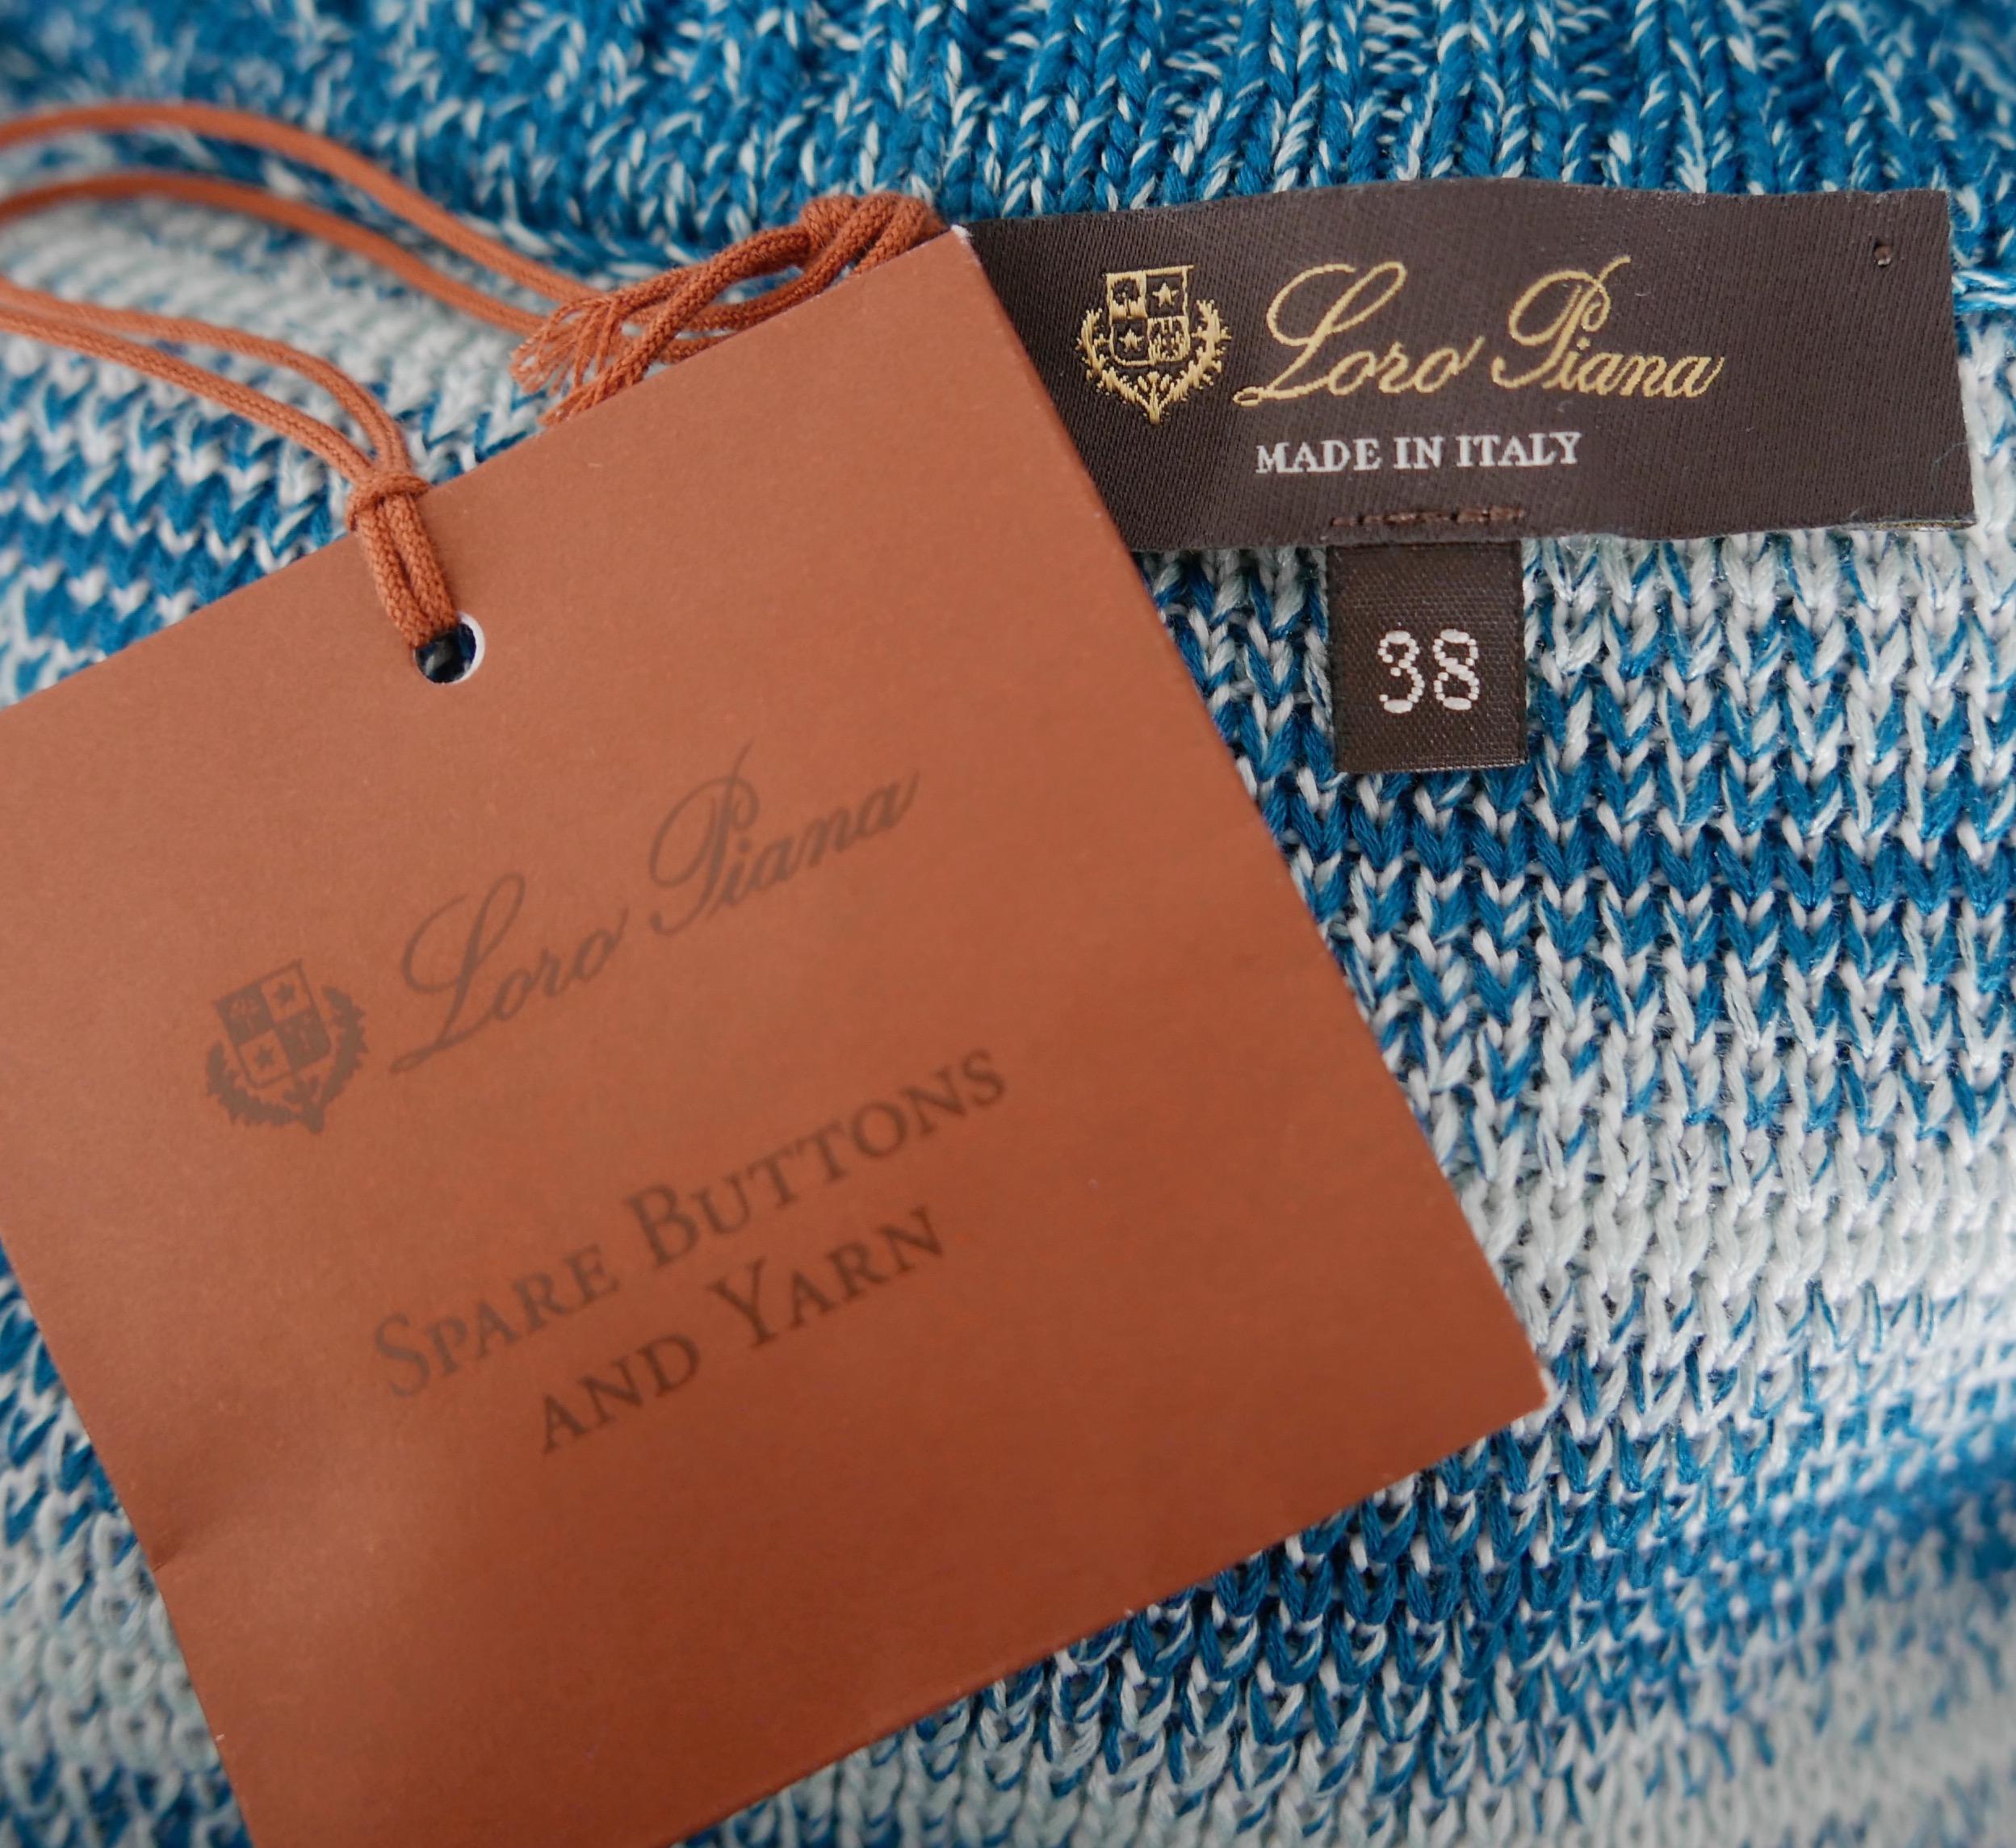 Loro Piana
MADE IN ITALY
38
Loro Piana
SPARE BUTTONS
AND YARN